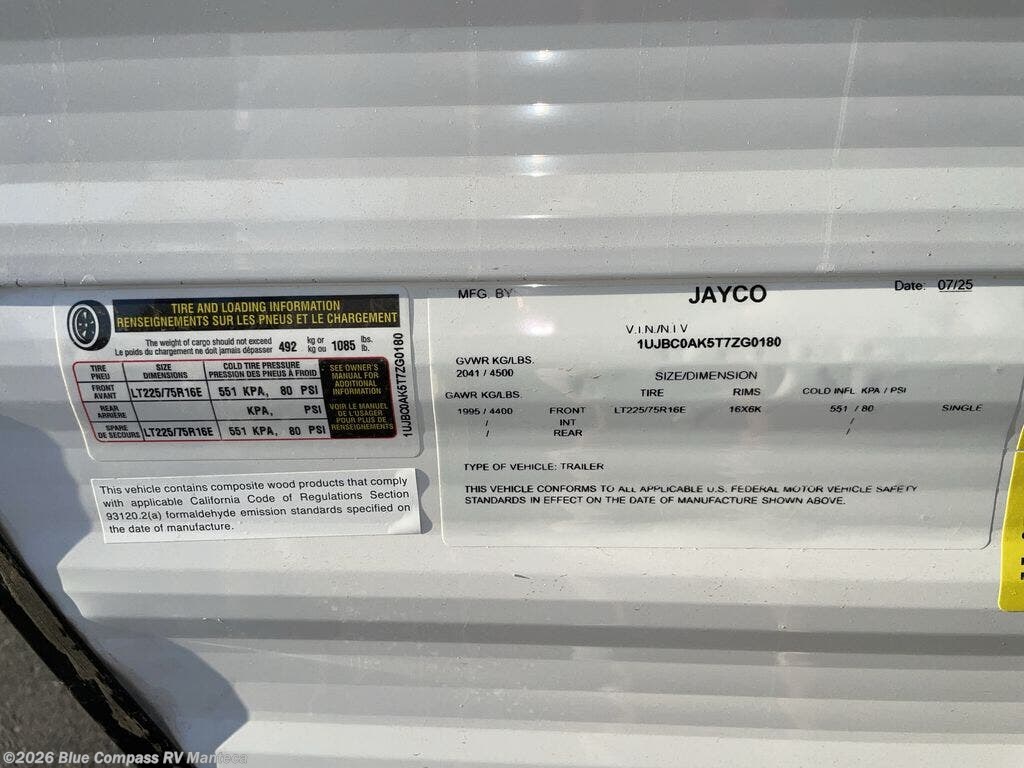 TIRE AND LOADING INFORMATION
RENSEIGNEMENTS SUR LES PNEUS ET LE CHARGEMENT
The weight of cargo should not exceed 492 kg or 1085 lbs.
Le poids du chargement ne doit jamais dépasser kg ou lb.
TIRE PNEU SIZE DIMENSIONS COLD TIRE PRESSURE PRESSION DES PNEUS À FROID
FRONT AVANT LT225/75R16E 551 KPA, 80 PSI
REAR ARRIÈRE KPA, PSI
SPARE DE SECOURS LT225/75R16E 551 KPA, 80 PSI
SEE OWNER'S
MANUAL FOR
ADDITIONAL
INFORMATION
VOIR LE MANUEL
DE L'USAGER
POUR PLUS DE
RENSEIGNEMENTS
1UJBC0AK5T7ZG0180
This vehicle contains composite wood products that comply
with applicable California Code of Regulations Section
93120.2(a) formaldehyde emission standards specified on
the date of manufacture.
MFG. BY: JAYCO Date: 07/25
V.I.N./N I V
1UJBC0AK5T7ZG0180
GVWR KG/LBS.
2041 / 4500
SIZE/DIMENSION
GAWR KG/LBS. TIRE RIMS COLD INFL KPA / PSI
1995 / 4400 FRONT LT225/75R16E 16X6K 551 / 80 SINGLE
/ INT /
/ REAR /
TYPE OF VEHICLE: TRAILER
THIS VEHICLE CONFORMS TO ALL APPLICABLE U.S. FEDERAL MOTOR VEHICLE SAFETY
STANDARDS IN EFFECT ON THE DATE OF MANUFACTURE SHOWN ABOVE.
©2026 Blue Compass RV Manteca